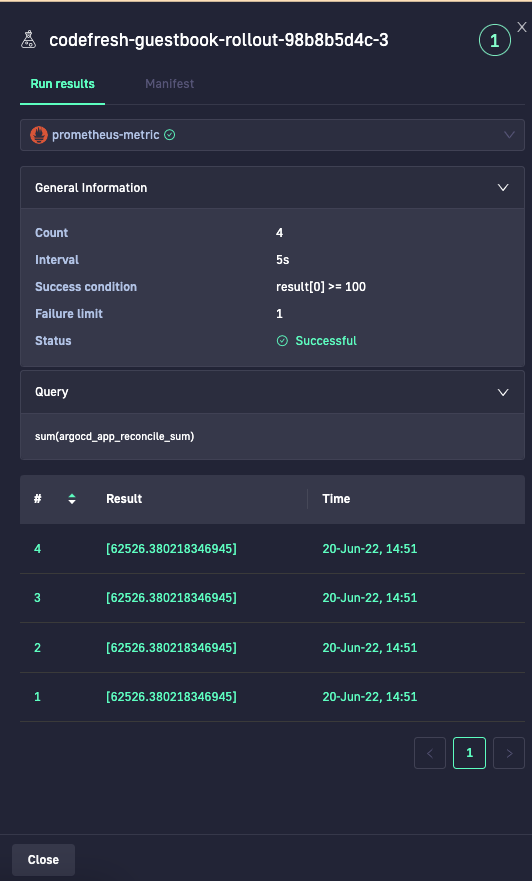 codefresh-guestbook-rollout-98b8b5d4c-3
1
X
Run results
Manifest
prometheus-metric
General Information
Count 4
Interval 5s
Success condition result[0] >= 100
Failure limit 1
Status Successful
Query
sum(argocd_app_reconcile_sum)
# Result Time
4 [62526.380218346945] 20-Jun-22, 14:51
3 [62526.380218346945] 20-Jun-22, 14:51
2 [62526.380218346945] 20-Jun-22, 14:51
1 [62526.380218346945] 20-Jun-22, 14:51
< 1 >
Close